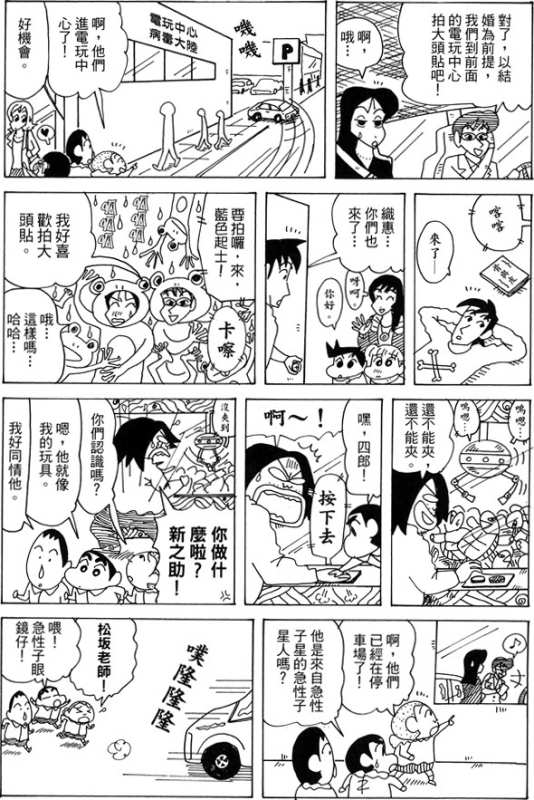 對了，以結
婚為前提，
我們到前面
的電玩中心
拍大頭貼吧！
啊，
哦…
嘰
嘰
P
電玩中心
病毒大陸
啊，他們
進電玩中
心了！
好機會。
喀喀
來了—
織惠…
你們也
來了…
呀呵。
你好。
要拍囉，來，
藍色起士！
卡嚓
我好喜
歡拍大
頭貼。
哦…
這樣嗎…
哈哈…
嗚嗯…
嗚嗯…
還不能夾，
還不能夾。
嘿，四郎！
按下去
啊～！
沒夾到
你做什
麼啦？
新之助！
你們認識嗎？
嗯，他就像
我的玩具。
我好同情他。
啊，他們
已經在停
車場了！
他是來自急性
子星的急性子
星人嗎？
噗
隆
隆
隆
松坂老師！
喂！
急性子眼
鏡仔！